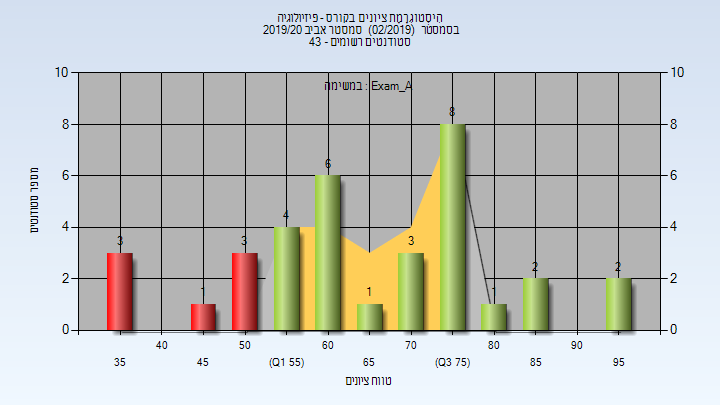 היסטוגרמת ציונים בקורס - פיזיולוגיה
בסמסטר (02/2019) סמסטר אביב 2019/20
סטודנטים רשומים - 43
במשימה : Exam_A
מספר סטודנטים
10 10
8 8
6 6
4 4
2 2
0 0
3 1 3 4 6 1 3 8 1 2 2
40 50 60 70 80 90
35 45 (Q1 55) 65 (Q3 75) 85 95
טווח ציונים